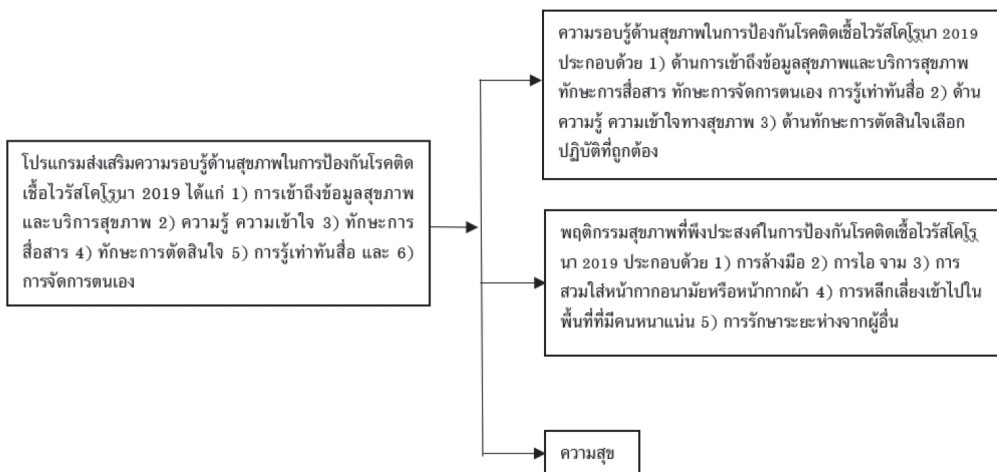 โปรแกรมส่งเสริมความรอบรู้ด้านสุขภาพในการป้องกันโรคติด
เชื้อไวรัสโคโรนา 2019 ได้แก่ 1) การเข้าถึงข้อมูลสุขภาพ
และบริการสุขภาพ 2) ความรู้ ความเข้าใจ 3) ทักษะการ
สื่อสาร 4) ทักษะการตัดสินใจ 5) การรู้เท่าทันสื่อ และ 6)
การจัดการตนเอง
ความรอบรู้ด้านสุขภาพในการป้องกันโรคติดเชื้อไวรัสโคโรนา 2019
ประกอบด้วย 1) ด้านการเข้าถึงข้อมูลสุขภาพและบริการสุขภาพ
ทักษะการสื่อสาร ทักษะการจัดการตนเอง การรู้เท่าทันสื่อ 2) ด้าน
ความรู้ ความเข้าใจทางสุขภาพ 3) ด้านทักษะการตัดสินใจเลือก
ปฏิบัติที่ถูกต้อง
พฤติกรรมสุขภาพที่พึงประสงค์ในการป้องกันโรคติดเชื้อไวรัสโคโร
นา 2019 ประกอบด้วย 1) การล้างมือ 2) การไอ จาม 3) การ
สวมใส่หน้ากากอนามัยหรือหน้ากากผ้า 4) การหลีกเลี่ยงเข้าไปใน
พื้นที่ที่มีคนหนาแน่น 5) การรักษาระยะห่างจากผู้อื่น
ความสุข